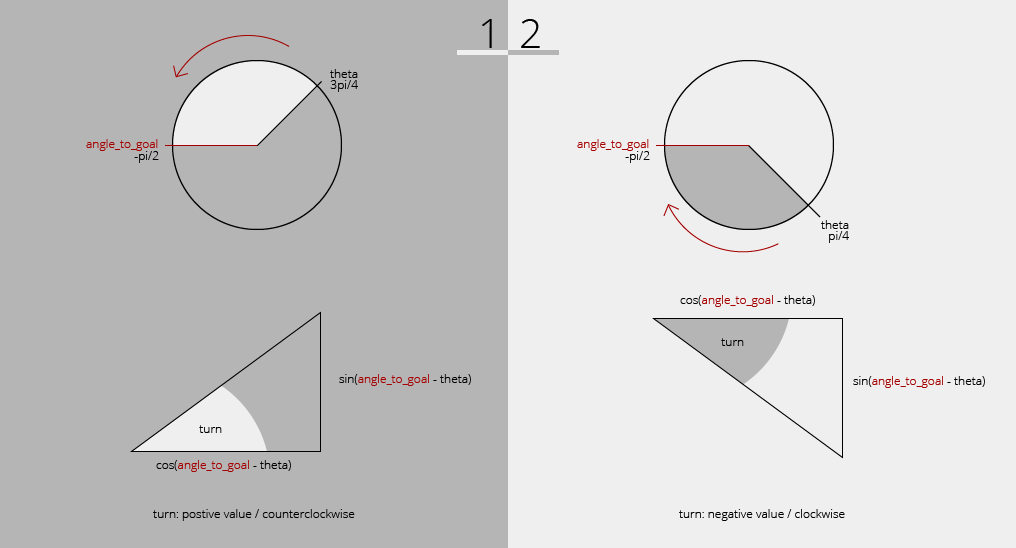 1 2
theta
3pi/4
angle_to_goal
-pi/2
sin(angle_to_goal - theta)
turn
cos(angle_to_goal - theta)
turn: postive value / counterclockwise
angle_to_goal
-pi/2
theta
pi/4
cos(angle_to_goal - theta)
turn
sin(angle_to_goal - theta)
turn: negative value / clockwise